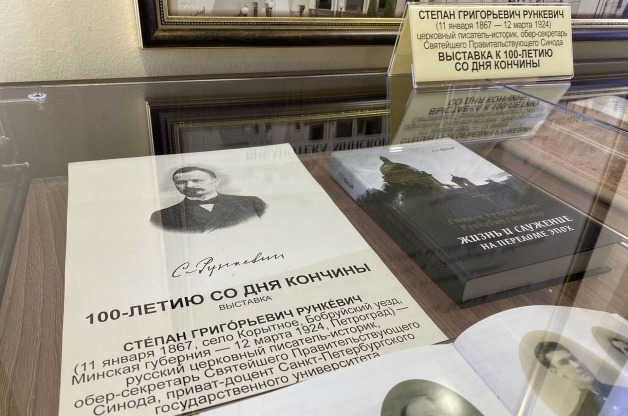 СТЕПАН ГРИГОРЬЕВИЧ РУНКЕВИЧ
(11 января 1867 — 12 марта 1924)
церковный писатель-историк, обер-секретарь
Святейшего Правительствующего Синода
ВЫСТАВКА К 100-ЛЕТИЮ
СО ДНЯ КОНЧИНЫ
ЖИЗНЬ И СЛУЖЕНИЕ
НА ПЕРЕЛОМЕ ЭПОХ
С. Рункевич
100-ЛЕТИЮ СО ДНЯ КОНЧИНЫ
ВЫСТАВКА
СТЕ́ПАН ГРИГО́РЬЕВИЧ РУНКЕ́ВИЧ
(11 января 1867, село Корытное, Бобруйский уезд,
Минская губерния — 12 марта 1924, Петроград) —
русский церковный писатель-историк,
обер-секретарь Святейшего Правительствующего
Синода, приват-доцент Санкт-Петербургского
государственного университета